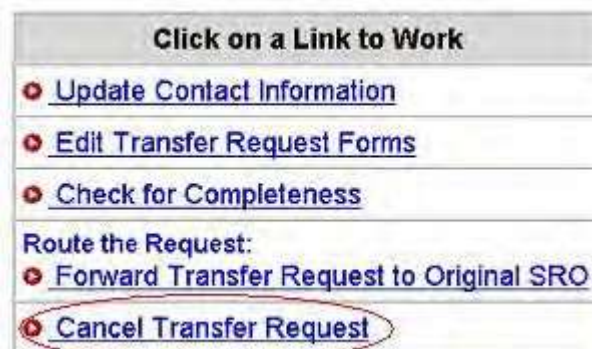 Click on a Link to Work
Update Contact Information
Edit Transfer Request Forms
Check for Completeness
Route the Request:
Forward Transfer Request to Original SRO
Cancel Transfer Request